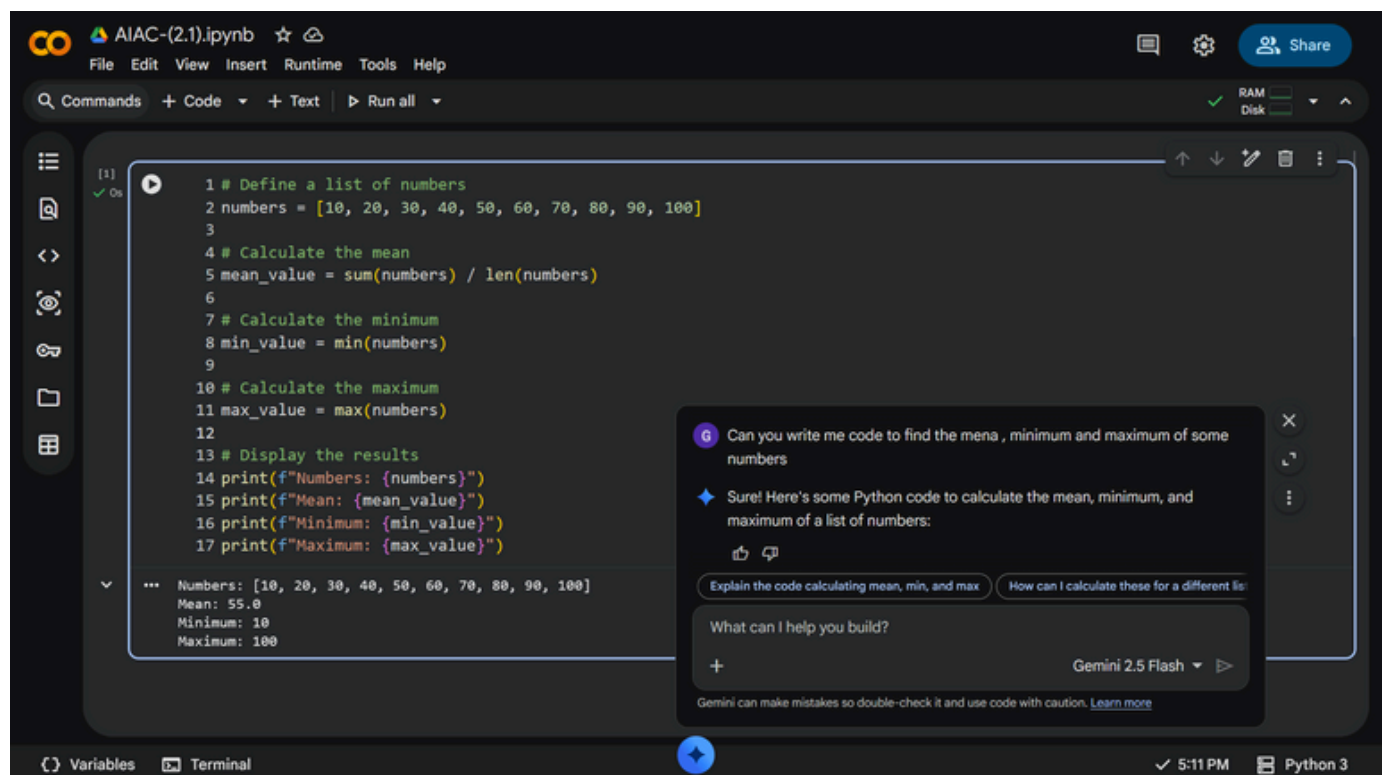 CO
AIAC-(2.1).ipynb
File Edit View Insert Runtime Tools Help
Share
Commands + Code + Text Run all
RAM
Disk
[1]
0s
1 # Define a list of numbers
2 numbers = [10, 20, 30, 40, 50, 60, 70, 80, 90, 100]
3
4 # Calculate the mean
5 mean_value = sum(numbers) / len(numbers)
6
7 # Calculate the minimum
8 min_value = min(numbers)
9
10 # Calculate the maximum
11 max_value = max(numbers)
12
13 # Display the results
14 print(f"Numbers: {numbers}")
15 print(f"Mean: {mean_value}")
16 print(f"Minimum: {min_value}")
17 print(f"Maximum: {max_value}")
Numbers: [10, 20, 30, 40, 50, 60, 70, 80, 90, 100]
Mean: 55.0
Minimum: 10
Maximum: 100
G
Can you write me code to find the mena , minimum and maximum of some
numbers
Sure! Here's some Python code to calculate the mean, minimum, and
maximum of a list of numbers:
Explain the code calculating mean, min, and max
How can I calculate these for a different lis
What can I help you build?
+ Gemini 2.5 Flash
Gemini can make mistakes so double-check it and use code with caution. Learn more
{} Variables Terminal
5:11 PM Python 3